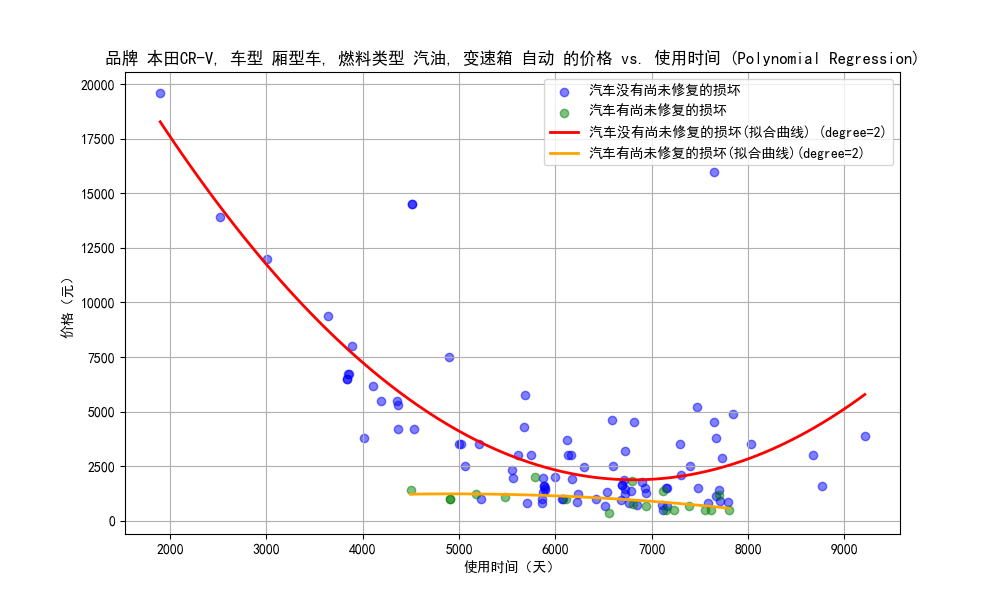 品牌 本田CR-V, 车型 厢型车, 燃料类型 汽油, 变速箱 自动 的价格 vs. 使用时间 (Polynomial Regression)
汽车没有尚未修复的损坏
汽车有尚未修复的损坏
汽车没有尚未修复的损坏(拟合曲线) (degree=2)
汽车有尚未修复的损坏(拟合曲线)(degree=2)
价格（元）
20000
17500
15000
12500
10000
7500
5000
2500
0
2000 3000 4000 5000 6000 7000 8000 9000
使用时间（天）